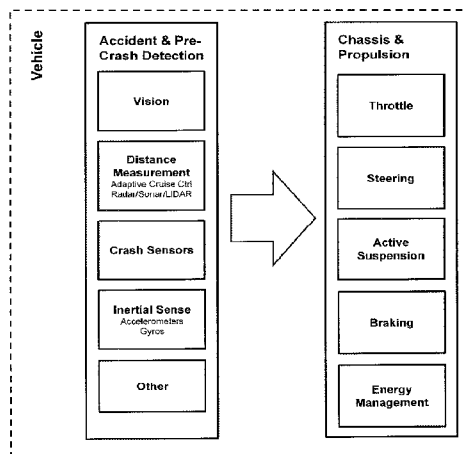 Vehicle
Accident & Pre-
Crash Detection
Vision
Distance
Measurement
Adaptive Cruise Ctrl
Radar/Sonar/LIDAR
Crash Sensors
Inertial Sense
Accelerometers
Gyros
Other
Chassis &
Propulsion
Throttle
Steering
Active
Suspension
Braking
Energy
Management